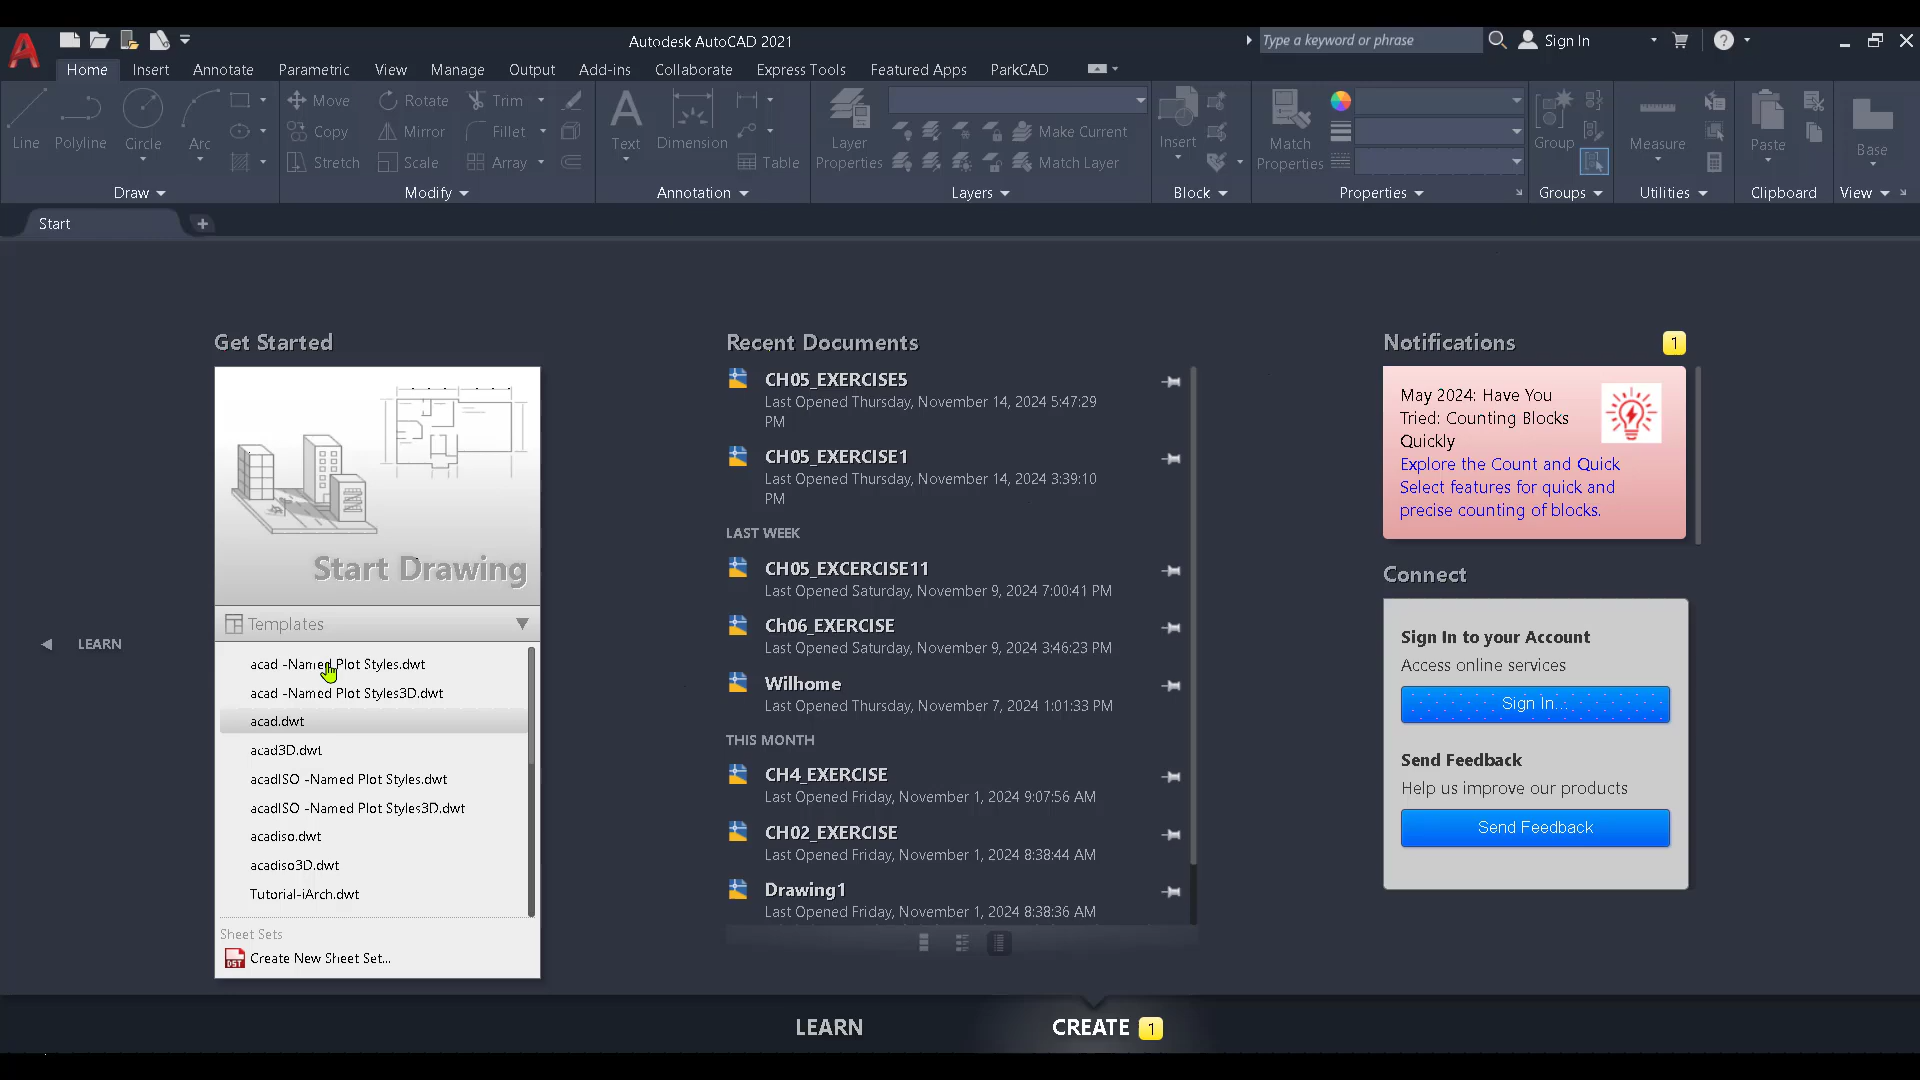 Autodesk AutoCAD 2021
Type a keyword or phrase
Sign In
Home Insert Annotate Parametric View Manage Output Add-ins Collaborate Express Tools Featured Apps ParkCAD
Line Polyline Circle Arc
Move Rotate Trim
Copy Mirror Fillet
Stretch Scale Array
Text Dimension Table
Layer Properties
Make Current
Match Layer
Insert
Match Properties
Group
Measure
Paste
Base
Draw Modify Annotation Layers Block Properties Groups Utilities Clipboard View
Start
Get Started
Start Drawing
Templates
acad -Named Plot Styles.dwt
acad -Named Plot Styles3D.dwt
acad.dwt
acad3D.dwt
acadISO -Named Plot Styles.dwt
acadISO -Named Plot Styles3D.dwt
acadiso.dwt
acadiso3D.dwt
Tutorial-iArch.dwt
Sheet Sets
DST
Create New Sheet Set...
LEARN
Recent Documents
CH05_EXERCISE5
Last Opened Thursday, November 14, 2024 5:47:29
PM
CH05_EXERCISE1
Last Opened Thursday, November 14, 2024 3:39:10
PM
LAST WEEK
CH05_EXCERCISE11
Last Opened Saturday, November 9, 2024 7:00:41 PM
Ch06_EXERCISE
Last Opened Saturday, November 9, 2024 3:46:23 PM
Wilhome
Last Opened Thursday, November 7, 2024 1:01:33 PM
THIS MONTH
CH4_EXERCISE
Last Opened Friday, November 1, 2024 9:07:56 AM
CH02_EXERCISE
Last Opened Friday, November 1, 2024 8:38:44 AM
Drawing1
Last Opened Friday, November 1, 2024 8:38:36 AM
Notifications 1
May 2024: Have You
Tried: Counting Blocks
Quickly
Explore the Count and Quick
Select features for quick and
precise counting of blocks.
Connect
Sign In to your Account
Access online services
Sign In...
Send Feedback
Help us improve our products
Send Feedback
LEARN
CREATE 1